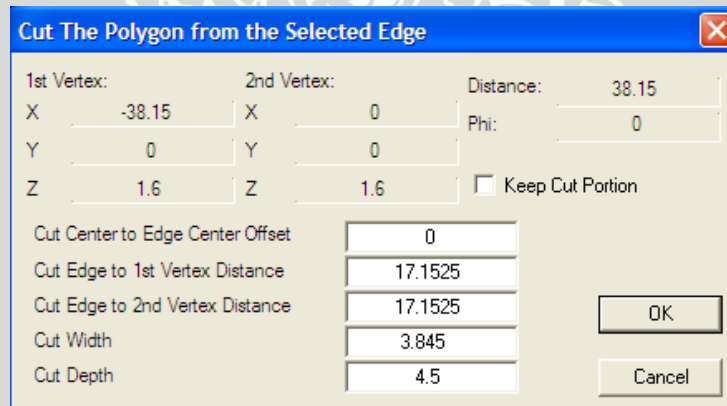 Cut The Polygon from the Selected Edge
1st Vertex: 2nd Vertex: Distance: 38.15
X -38.15 X 0 Phi: 0
Y 0 Y 0
Z 1.6 Z 1.6 Keep Cut Portion
Cut Center to Edge Center Offset 0
Cut Edge to 1st Vertex Distance 17.1525
Cut Edge to 2nd Vertex Distance 17.1525
Cut Width 3.845
Cut Depth 4.5
OK
Cancel